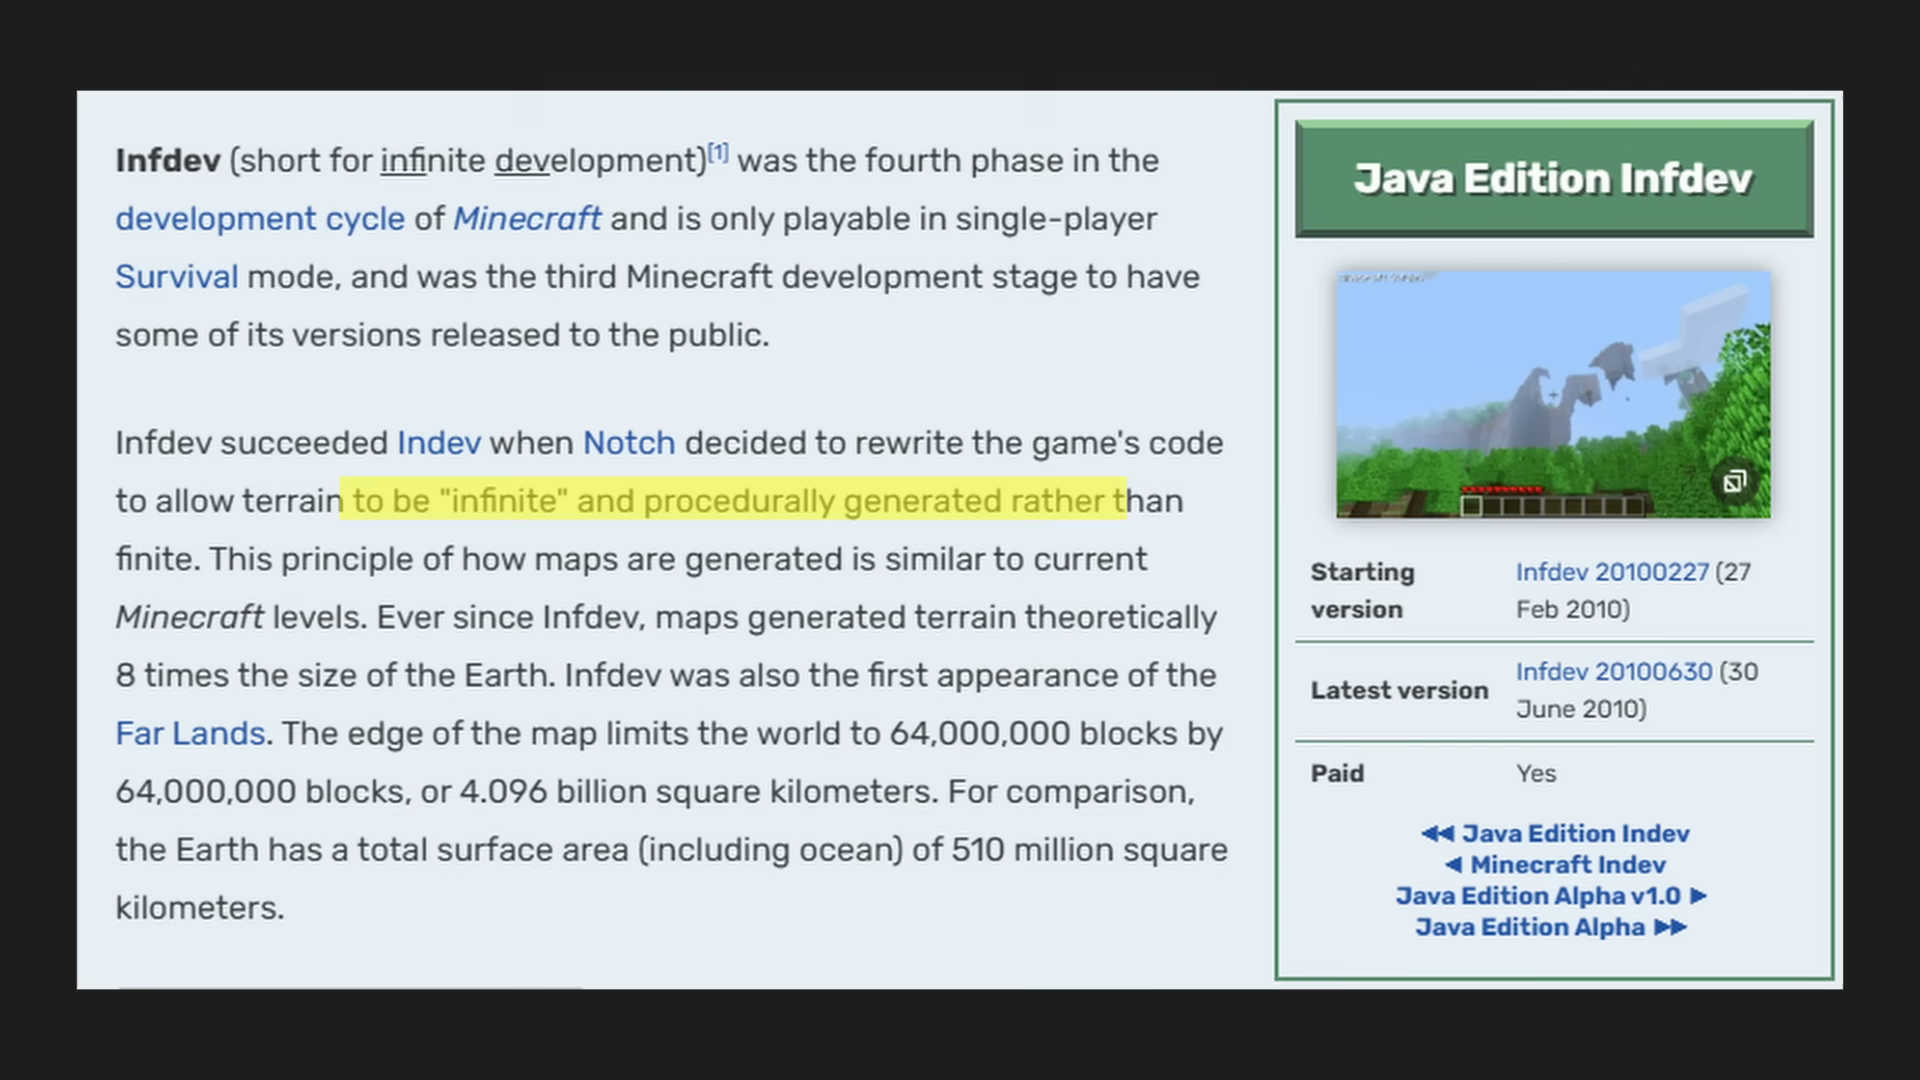 Infdev (short for infinite development)[1] was the fourth phase in the
development cycle of Minecraft and is only playable in single-player
Survival mode, and was the third Minecraft development stage to have
some of its versions released to the public.
Infdev succeeded Indev when Notch decided to rewrite the game's code
to allow terrain to be "infinite" and procedurally generated rather than
finite. This principle of how maps are generated is similar to current
Minecraft levels. Ever since Infdev, maps generated terrain theoretically
8 times the size of the Earth. Infdev was also the first appearance of the
Far Lands. The edge of the map limits the world to 64,000,000 blocks by
64,000,000 blocks, or 4.096 billion square kilometers. For comparison,
the Earth has a total surface area (including ocean) of 510 million square
kilometers.
Java Edition Infdev
Starting
version
Infdev 20100227 (27
Feb 2010)
Latest version
Infdev 20100630 (30
June 2010)
Paid
Yes
◀◀ Java Edition Indev
◀ Minecraft Indev
Java Edition Alpha v1.0 ▶
Java Edition Alpha ▶▶